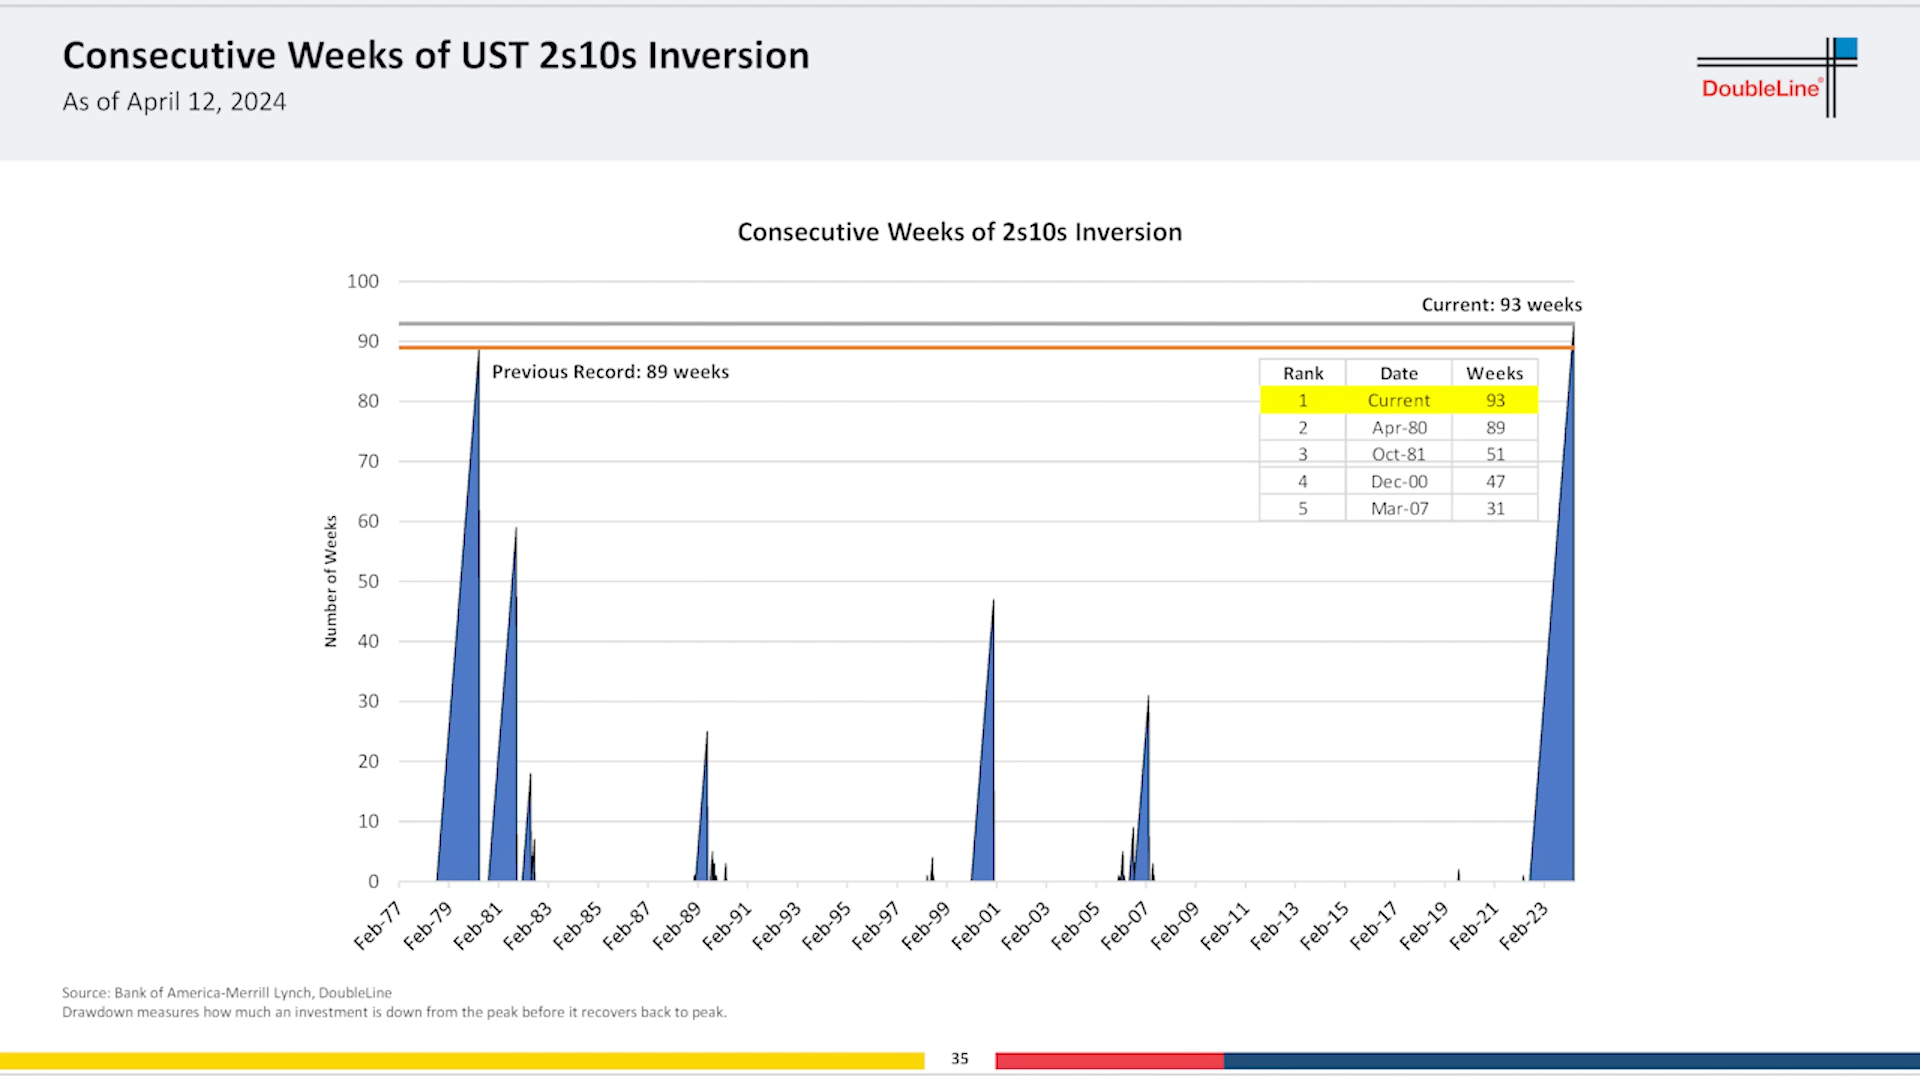 Consecutive Weeks of UST 2s10s Inversion
As of April 12, 2024
DoubleLine®
Consecutive Weeks of 2s10s Inversion
Number of Weeks
100
90
80
70
60
50
40
30
20
10
0
Current: 93 weeks
Previous Record: 89 weeks
Rank Date Weeks
1 Current 93
2 Apr-80 89
3 Oct-81 51
4 Dec-00 47
5 Mar-07 31
Feb-77 Feb-79 Feb-81 Feb-83 Feb-85 Feb-87 Feb-89 Feb-91 Feb-93 Feb-95 Feb-97 Feb-99 Feb-01 Feb-03 Feb-05 Feb-07 Feb-09 Feb-11 Feb-13 Feb-15 Feb-17 Feb-19 Feb-21 Feb-23
Source: Bank of America-Merrill Lynch, DoubleLine
Drawdown measures how much an investment is down from the peak before it recovers back to peak.
35